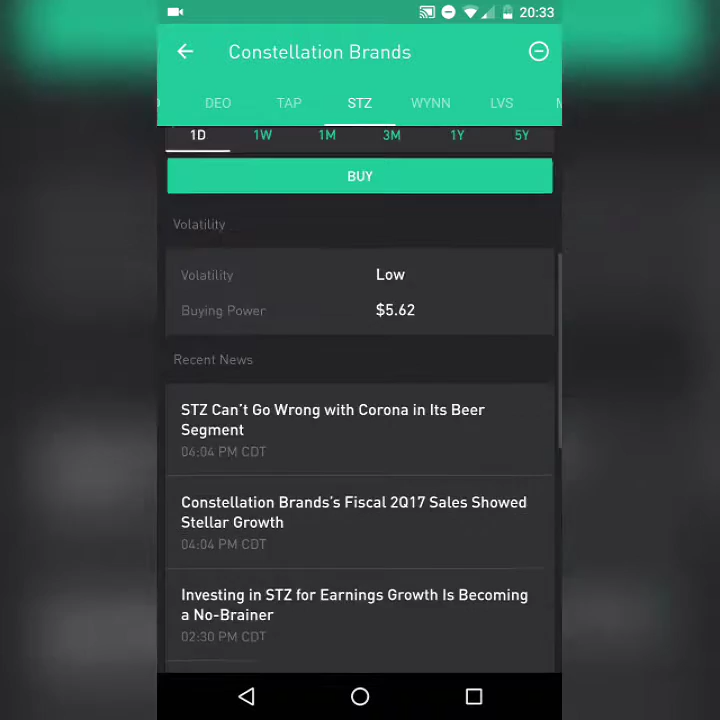 20:33
Constellation Brands
DEO TAP STZ WYNN LVS
1D 1W 1M 3M 1Y 5Y
BUY
Volatility
Volatility Low
Buying Power $5.62
Recent News
STZ Can't Go Wrong with Corona in Its Beer
Segment
06:04 PM CDT
Constellation Brands's Fiscal 2Q17 Sales Showed
Stellar Growth
04:04 PM CDT
Investing in STZ for Earnings Growth Is Becoming
a No-Brainer
02:30 PM CDT